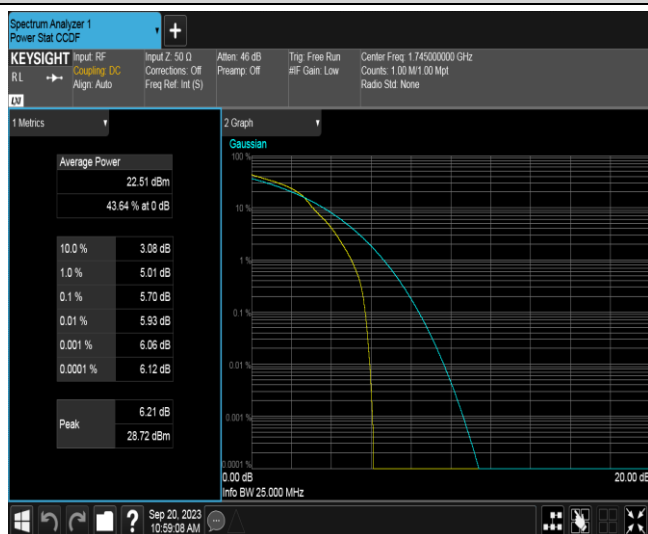 Spectrum Analyzer 1
Power Stat CCDF
KEYSIGHT
RL
LXI
Input: RF
Coupling: DC
Align: Auto
Input Z: 50 Ω
Corrections: Off
Freq Ref: Int (S)
Atten: 46 dB
Preamp: Off
Trig: Free Run
#IF Gain: Low
Center Freq: 1.745000000 GHz
Counts: 1.00 M/1.00 Mpt
Radio Std: None
1 Metrics
Average Power
22.51 dBm
43.64 % at 0 dB
10.0 % 3.08 dB
1.0 % 5.01 dB
0.1 % 5.70 dB
0.01 % 5.93 dB
0.001 % 6.06 dB
0.0001 % 6.12 dB
Peak
6.21 dB
28.72 dBm
2 Graph
Gaussian
100 %
10 %
1 %
0.1 %
0.01 %
0.001 %
0.0001 %
0.00 dB
20.00 dB
Info BW 25.000 MHz
?
Sep 20, 2023
10:59:08 AM